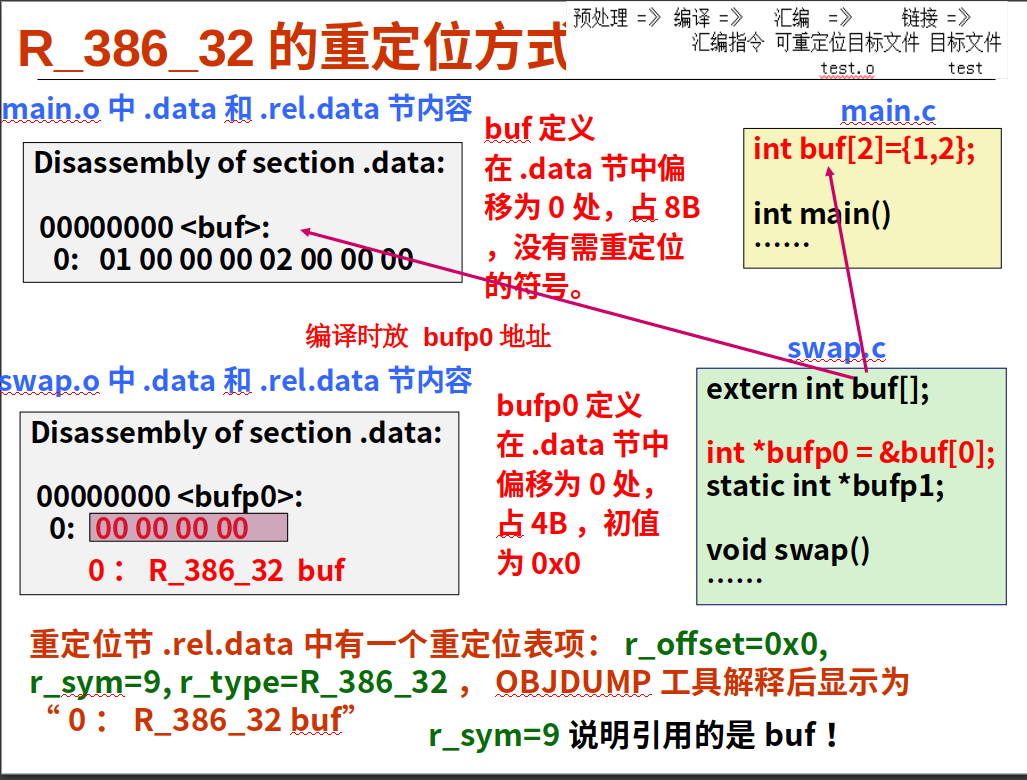 R_386_32 的重定位方式
预处理 =》 编译 =》 汇编 =》 链接 =》
汇编指令 可重定位目标文件 目标文件
test.o test
main.o 中 .data 和 .rel.data 节内容
Disassembly of section .data:
00000000 <buf>:
0: 01 00 00 00 02 00 00 00
buf 定义
在 .data 节中偏
移为 0 处，占 8B
，没有需重定位
的符号。
main.c
int buf[2]={1,2};
int main()
……
编译时放 bufp0 地址
swap.o 中 .data 和 .rel.data 节内容
Disassembly of section .data:
00000000 <bufp0>:
0: 00 00 00 00
0： R_386_32 buf
bufp0 定义
在 .data 节中
偏移为 0 处，
占 4B ，初值
为 0x0
swap.c
extern int buf[];
int *bufp0 = &buf[0];
static int *bufp1;
void swap()
……
重定位节 .rel.data 中有一个重定位表项： r_offset=0x0,
r_sym=9, r_type=R_386_32 ， OBJDUMP 工具解释后显示为
“ 0 ： R_386_32 buf”
r_sym=9 说明引用的是 buf ！